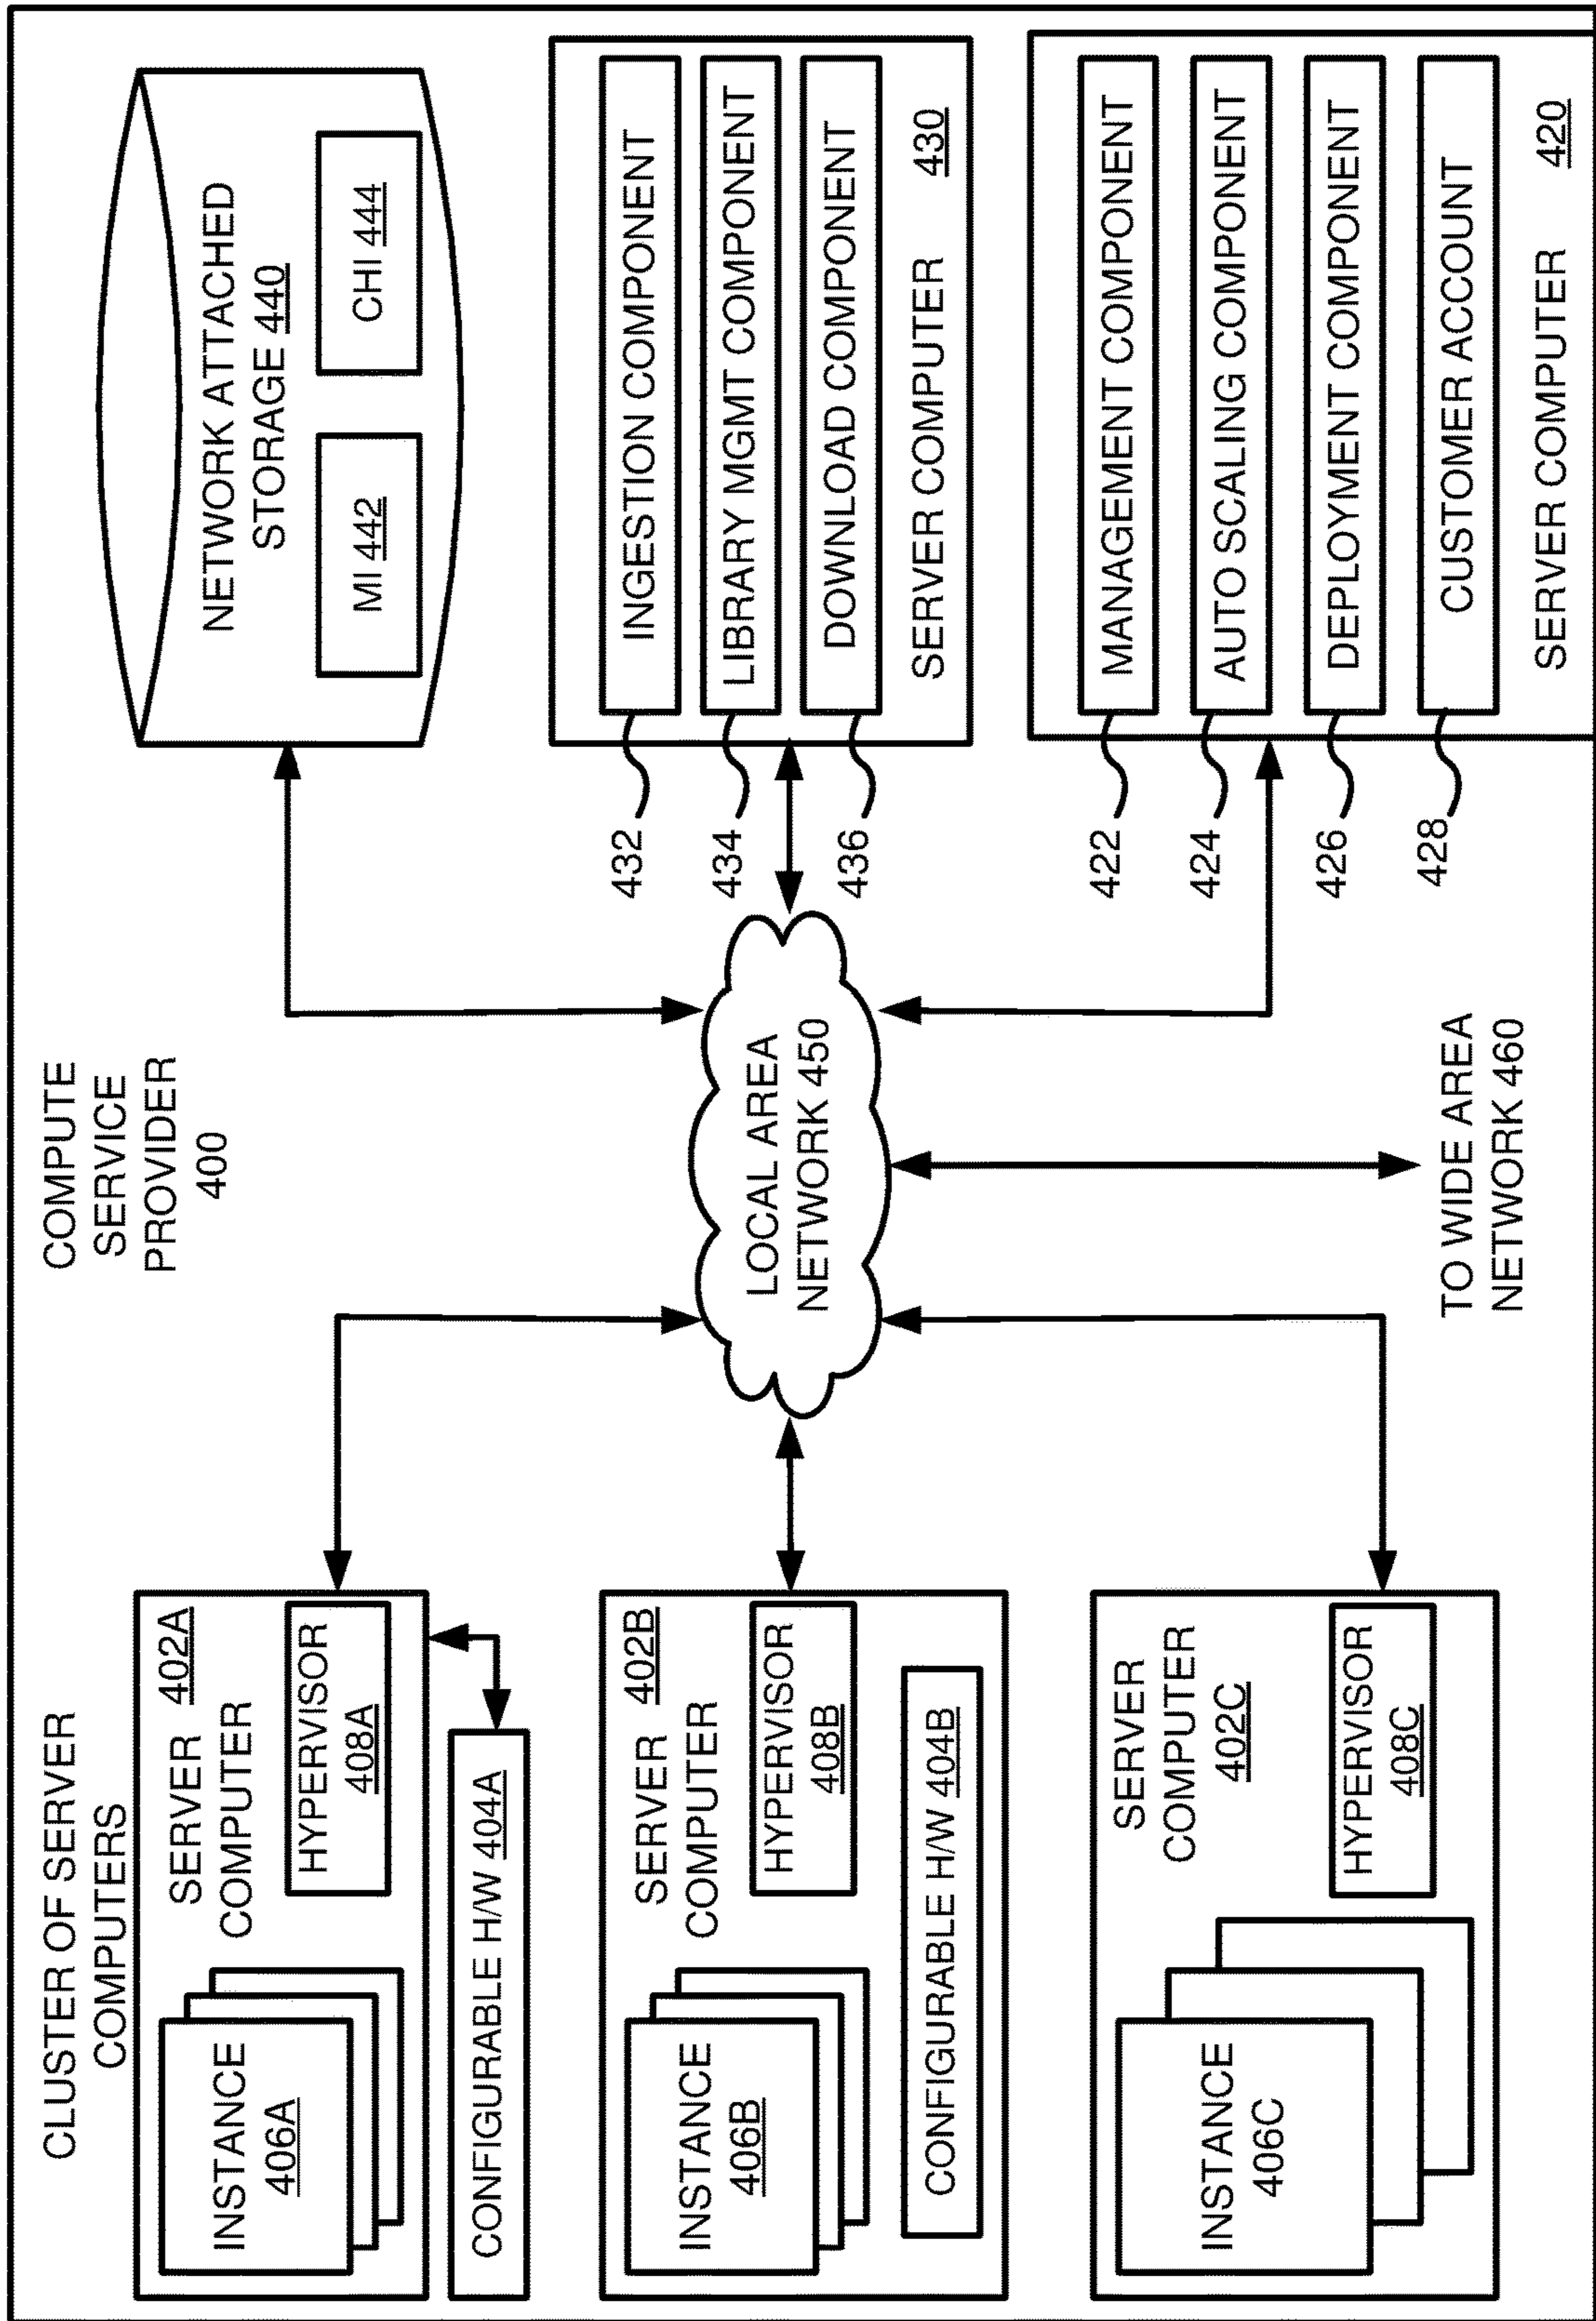 COMPUTE
SERVICE
PROVIDER
400
CLUSTER OF SERVER
COMPUTERS
SERVER 402A
COMPUTER
INSTANCE
406A
HYPERVISOR
408A
CONFIGURABLE H/W 404A
SERVER 402B
COMPUTER
INSTANCE
406B
HYPERVISOR
408B
CONFIGURABLE H/W 404B
SERVER
COMPUTER
402C
INSTANCE
406C
HYPERVISOR
408C
LOCAL AREA
NETWORK 450
TO WIDE AREA
NETWORK 460
NETWORK ATTACHED
STORAGE 440
MI 442
CHI 444
432
INGESTION COMPONENT
434
LIBRARY MGMT COMPONENT
436
DOWNLOAD COMPONENT
SERVER COMPUTER 430
422
MANAGEMENT COMPONENT
424
AUTO SCALING COMPONENT
426
DEPLOYMENT COMPONENT
428
CUSTOMER ACCOUNT
SERVER COMPUTER 420